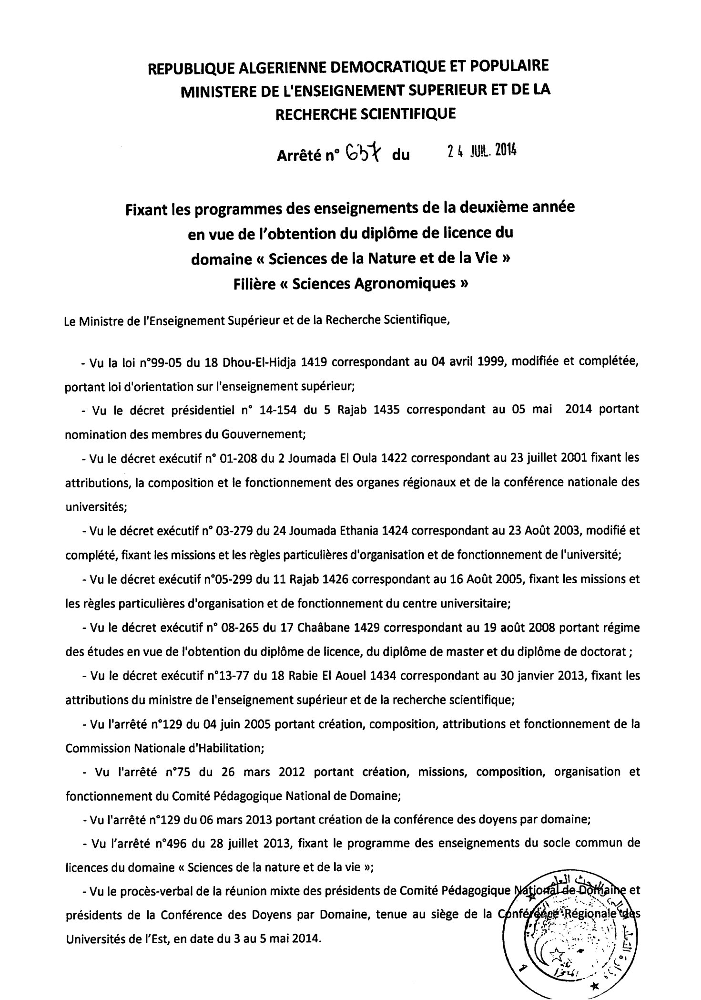 REPUBLIQUE ALGERIENNE DEMOCRATIQUE ET POPULAIRE
MINISTERE DE L'ENSEIGNEMENT SUPERIEUR ET DE LA
RECHERCHE SCIENTIFIQUE
Arrêté n° 637 du 24 JUIL. 2014
Fixant les programmes des enseignements de la deuxième année
en vue de l'obtention du diplôme de licence du
domaine « Sciences de la Nature et de la Vie »
Filière « Sciences Agronomiques »
Le Ministre de l'Enseignement Supérieur et de la Recherche Scientifique,
- Vu la loi n°99-05 du 18 Dhou-El-Hidja 1419 correspondant au 04 avril 1999, modifiée et complétée,
portant loi d'orientation sur l'enseignement supérieur;
- Vu le décret présidentiel n° 14-154 du 5 Rajab 1435 correspondant au 05 mai 2014 portant
nomination des membres du Gouvernement;
- Vu le décret exécutif n° 01-208 du 2 Joumada El Oula 1422 correspondant au 23 juillet 2001 fixant les
attributions, la composition et le fonctionnement des organes régionaux et de la conférence nationale des
universités;
- Vu le décret exécutif n° 03-279 du 24 Joumada Ethania 1424 correspondant au 23 Août 2003, modifié et
complété, fixant les missions et les règles particulières d'organisation et de fonctionnement de l'université;
- Vu le décret exécutif n°05-299 du 11 Rajab 1426 correspondant au 16 Août 2005, fixant les missions et
les règles particulières d'organisation et de fonctionnement du centre universitaire;
- Vu le décret exécutif n° 08-265 du 17 Chaâbane 1429 correspondant au 19 août 2008 portant régime
des études en vue de l'obtention du diplôme de licence, du diplôme de master et du diplôme de doctorat ;
- Vu le décret exécutif n°13-77 du 18 Rabie El Aouel 1434 correspondant au 30 janvier 2013, fixant les
attributions du ministre de l'enseignement supérieur et de la recherche scientifique;
- Vu l'arrêté n°129 du 04 juin 2005 portant création, composition, attributions et fonctionnement de la
Commission Nationale d'Habilitation;
- Vu l'arrêté n°75 du 26 mars 2012 portant création, missions, composition, organisation et
fonctionnement du Comité Pédagogique National de Domaine;
- Vu l'arrêté n°129 du 06 mars 2013 portant création de la conférence des doyens par domaine;
- Vu l'arrêté n°496 du 28 juillet 2013, fixant le programme des enseignements du socle commun de
licences du domaine « Sciences de la nature et de la vie »;
- Vu le procès-verbal de la réunion mixte des présidents de Comité Pédagogique National de Domaine et
présidents de la Conférence des Doyens par Domaine, tenue au siège de la Conférence Régionale des
Universités de l'Est, en date du 3 au 5 mai 2014.
1